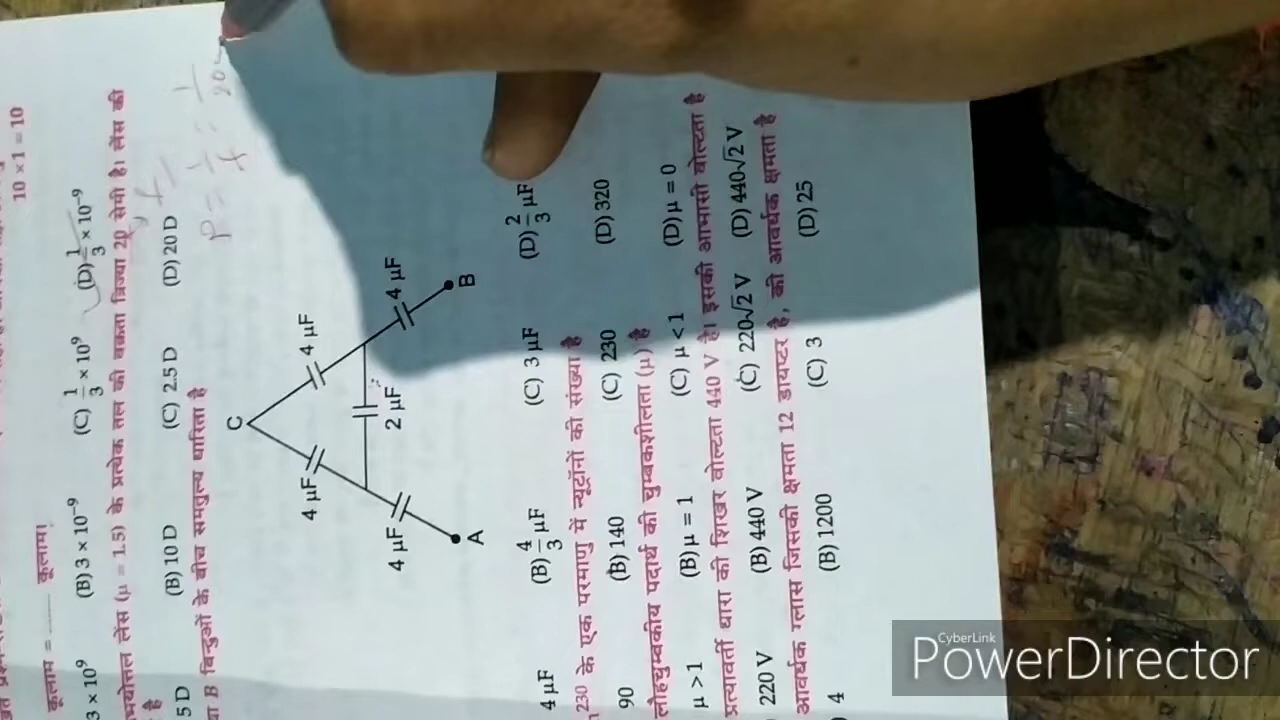 10 × 1 = 10
कूलाम = ____ कूलाम।
3 × 10⁹ (B) 3 × 10⁻⁹ (C) 1/3 × 10⁹ (D) 1/3 × 10⁻⁹
लेंस (μ = 1.5) के प्रत्येक तल की वक्रता त्रिज्या 20 सेमी है। लेंस की
है
5 D (B) 10 D (C) 2.5 D (D) 20 D
B बिन्दुओं के बीच समतुल्य धारिता है
P = 1/f = 1/20
C
4 μF 4 μF
2 μF
4 μF 4 μF
A B
4 μF (B) 4/3 μF (C) 3 μF (D) 2/3 μF
²³⁰ के एक परमाणु में न्यूट्रॉनों की संख्या है
90 (B) 140 (C) 230 (D) 320
लोहचुम्बकीय पदार्थ की चुम्बकशीलता (μ) है
μ > 1 (B) μ = 1 (C) μ < 1 (D) μ = 0
प्रत्यावर्ती धारा की शिखर वोल्टता 440 V है। इसकी आभासी वोल्टता है
220 V (B) 440 V (C) 220√2 V (D) 440√2 V
आवर्धक ग्लास जिसकी क्षमता 12 डायप्टर है, की आवर्धक क्षमता है
4 (B) 1200 (C) 3 (D) 25
CyberLink
PowerDirector